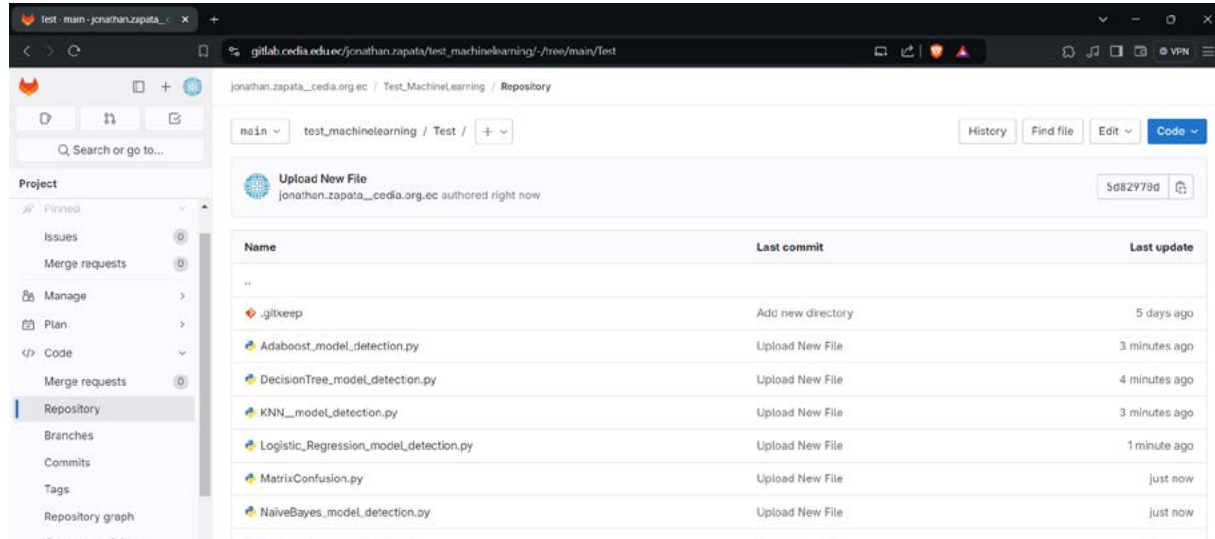 Test · main · jonathan.zapata_c
gitlab.cedia.edu.ec/jonathan.zapata/test_machinelearning/-/tree/main/Test
VPN
jonathan.zapata__cedia.org.ec / Test_MachineLearning / Repository
main
test_machinelearning / Test /
History
Find file
Edit
Code
Search or go to...
Upload New File
jonathan.zapata__cedia.org.ec authored right now
5d82979d
Project
Pinned
Issues 0
Merge requests 0
Manage
Plan
Code
Merge requests 0
Repository
Branches
Commits
Tags
Repository graph
Name Last commit Last update
..
.gitkeep Add new directory 5 days ago
Adaboost_model_detection.py Upload New File 3 minutes ago
DecisionTree_model_detection.py Upload New File 4 minutes ago
KNN__model_detection.py Upload New File 3 minutes ago
Logistic_Regression_model_detection.py Upload New File 1 minute ago
MatrixConfusion.py Upload New File just now
NaïveBayes_model_detection.py Upload New File just now